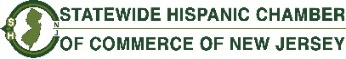 STATEWIDE HISPANIC CHAMBER
OF COMMERCE OF NEW JERSEY
S
H
N
J